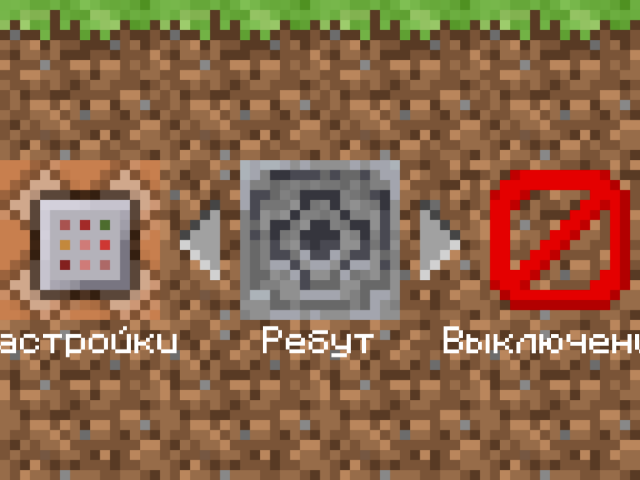 астройки Ребут Выключени